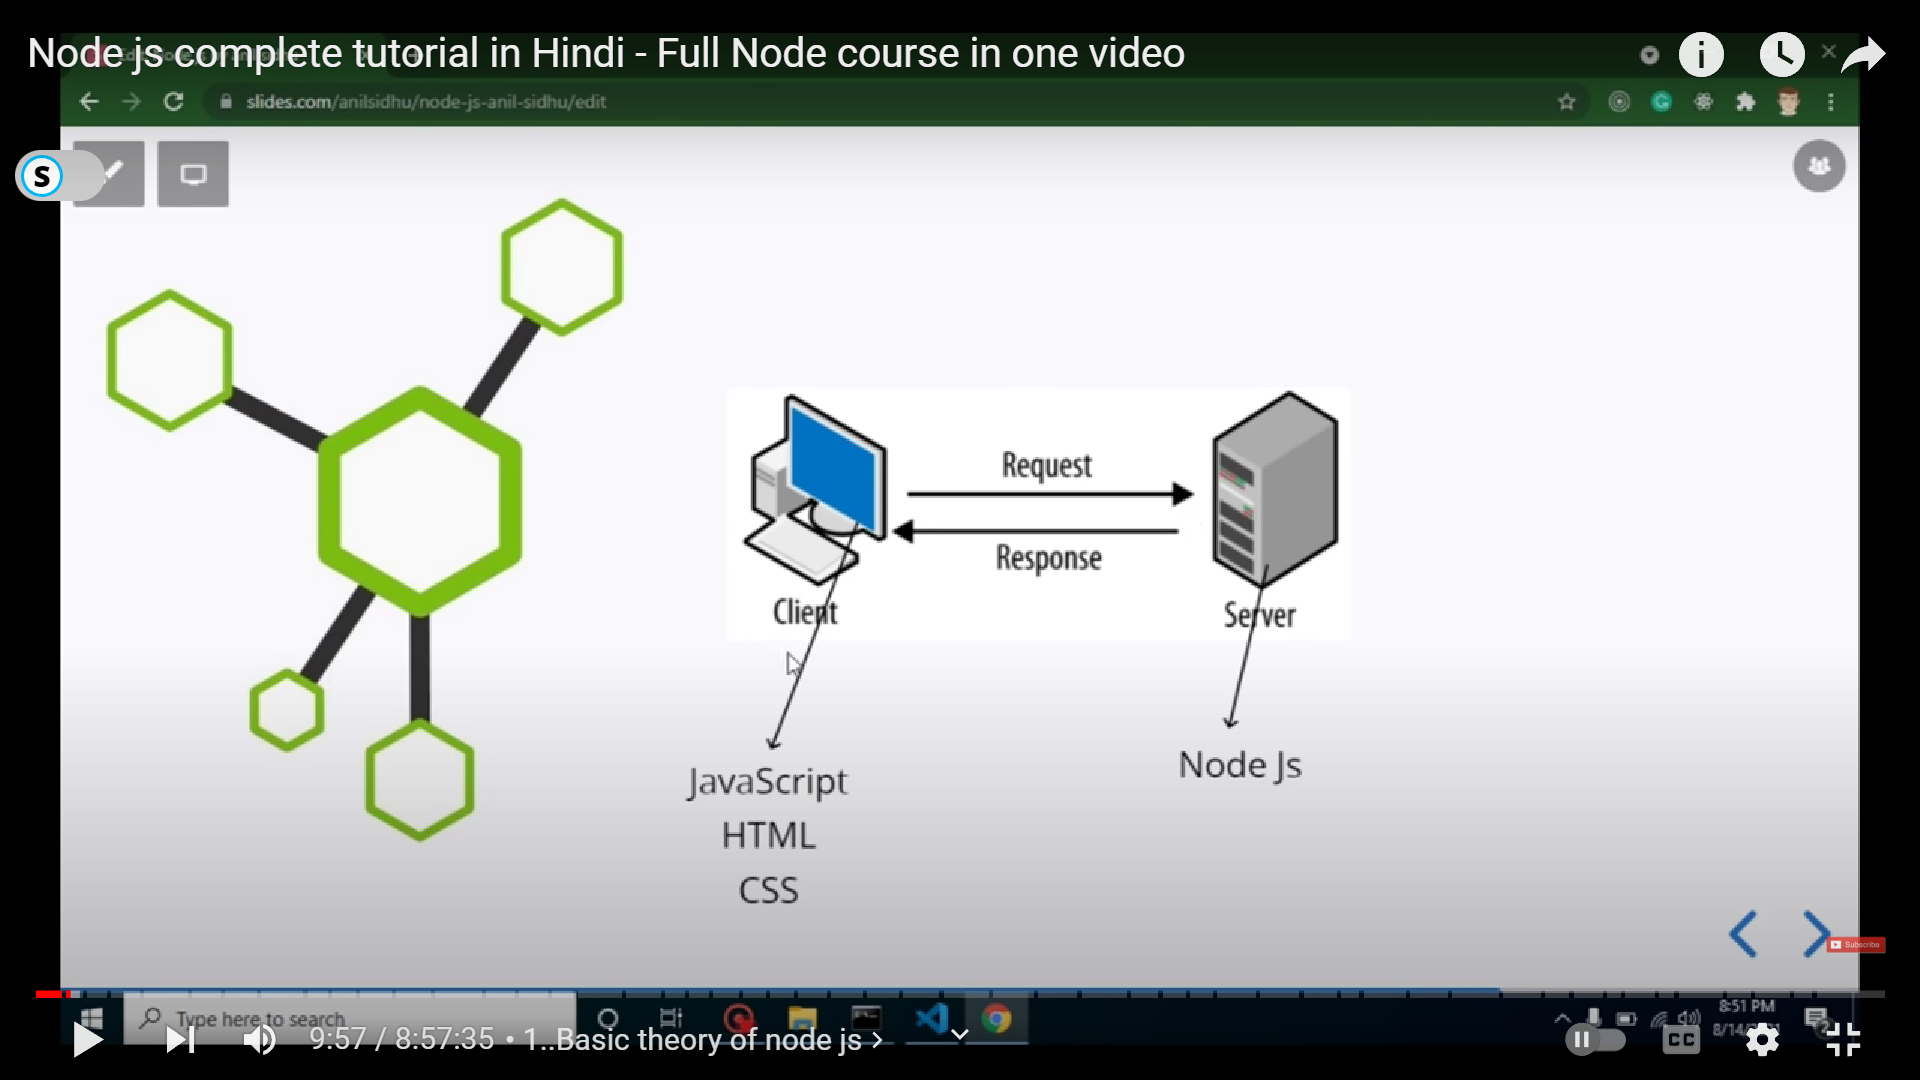 Node js complete tutorial in Hindi - Full Node course in one video
slides.com/anilsidhu/node-js-anil-sidhu/edit
S
Request
Response
Client
Server
JavaScript
HTML
CSS
Node Js
Subscribe
Type here to search
8:51 PM
9:57 / 8:57:35 • 1..Basic theory of node js
CC